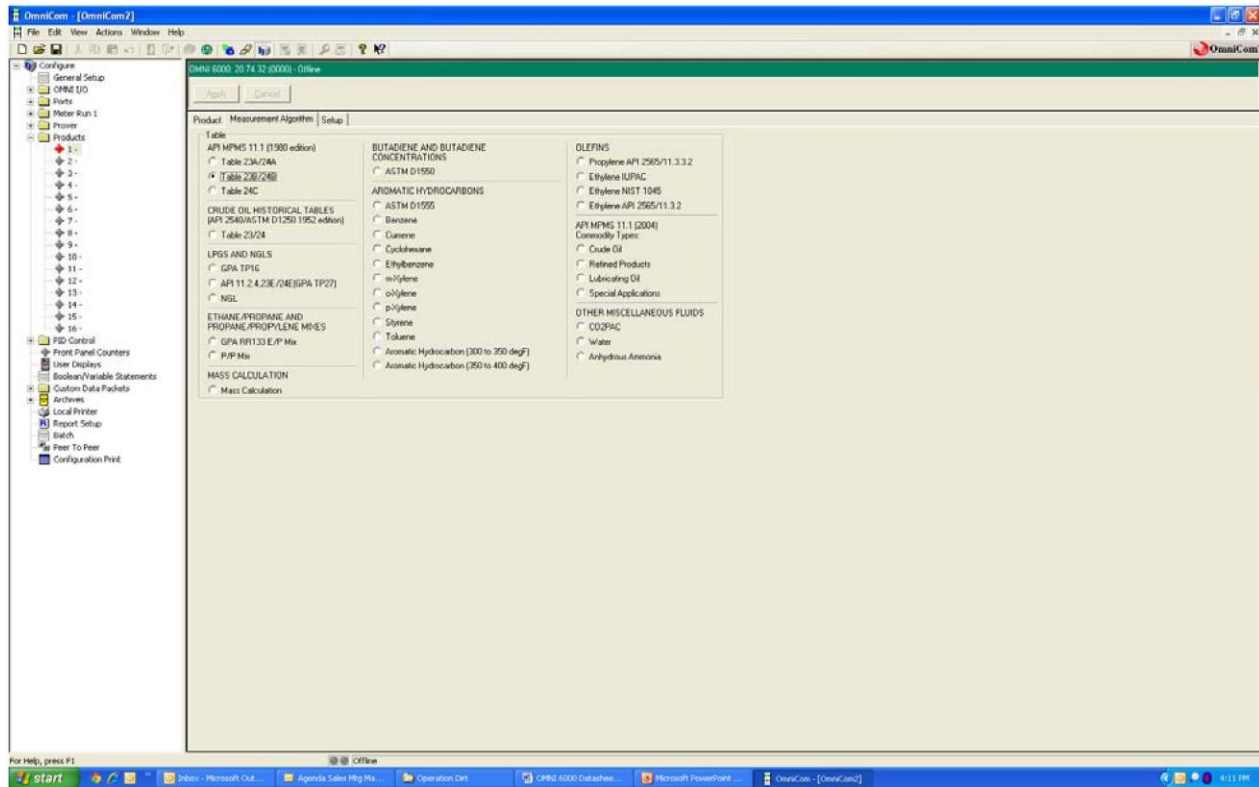 OmniCom - [OmniCom2]
File Edit View Actions Window Help
OmniCom
Configure
General Setup
OMNI I/O
Ports
Meter Run 1
Prover
Products
1 -
2 -
3 -
4 -
5 -
6 -
7 -
8 -
9 -
10 -
11 -
12 -
13 -
14 -
15 -
16 -
PID Control
Front Panel Counters
User Displays
Boolean/Variable Statements
Custom Data Packets
Archives
Local Printer
Report Setup
Batch
Peer To Peer
Configuration Print
OMNI 6000: 20.74.32 (0000) - Offline
Apply Cancel
Product Measurement Algorithm Setup
Table
API MPMS 11.1 (1980 edition)
Table 23A/24A
Table 23B/24B
Table 24C
CRUDE OIL HISTORICAL TABLES
(API 2540/ASTM D1250 1952 edition)
Table 23/24
LPGS AND NGLS
GPA TP16
API 11.2.4,23E/24E(GPA TP27)
NGL
ETHANE/PROPANE AND
PROPANE/PROPYLENE MIXES
GPA RR133 E/P Mix
P/P Mix
MASS CALCULATION
Mass Calculation
BUTADIENE AND BUTADIENE
CONCENTRATIONS
ASTM D1550
AROMATIC HYDROCARBONS
ASTM D1555
Benzene
Cumene
Cyclohexane
Ethylbenzene
m-Xylene
o-Xylene
p-Xylene
Styrene
Toluene
Aromatic Hydrocarbon (300 to 350 degF)
Aromatic Hydrocarbon (350 to 400 degF)
OLEFINS
Propylene API 2565/11.3.3.2
Ethylene IUPAC
Ethylene NIST 1045
Ethylene API 2565/11.3.2
API MPMS 11.1 (2004)
Commodity Types:
Crude Oil
Refined Products
Lubricating Oil
Special Applications
OTHER MISCELLANEOUS FLUIDS
CO2PAC
Water
Anhydrous Ammonia
For Help, press F1
Offline
start
Inbox - Microsoft Out...
Agenda Sales Mtg Ma...
Operation Dirt
OMNI 6000 Datashee...
Microsoft PowerPoint ...
OmniCom - [OmniCom2]
4:11 PM